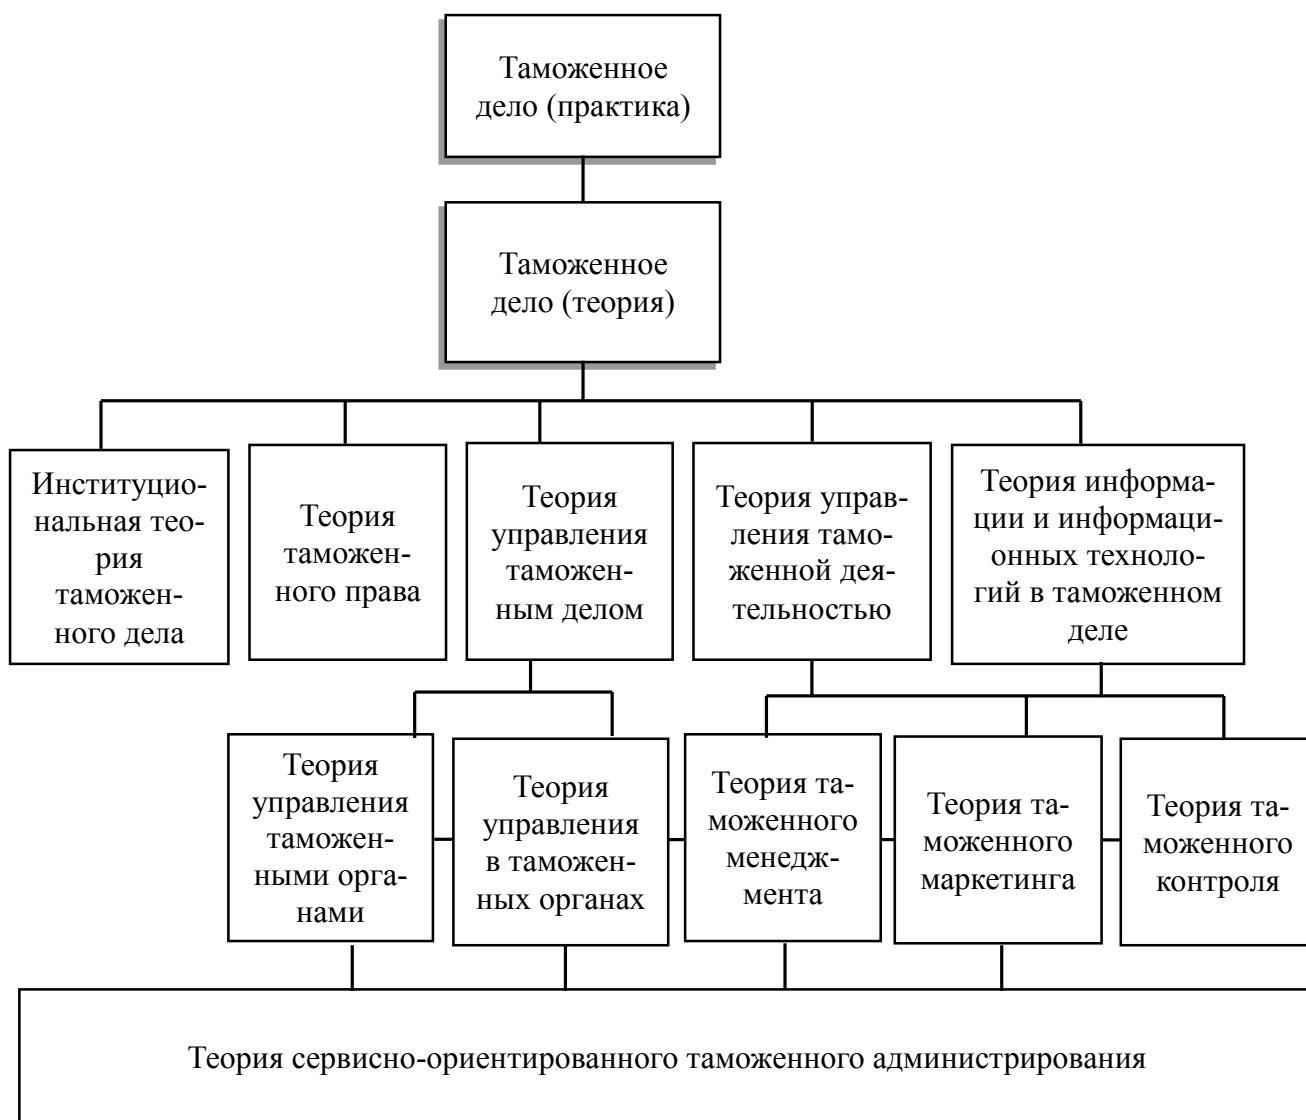 Таможенное
дело (практика)
Таможенное
дело (теория)
Институцио-
нальная тео-
рия
таможен-
ного дела
Теория
таможен-
ного права
Теория
управления
таможен-
ным делом
Теория управ-
ления тамо-
женной дея-
тельностью
Теория информа-
ции и информаци-
онных техноло-
гий в таможенном
деле
Теория
управления
таможен-
ными орга-
нами
Теория
управления
в таможен-
ных органах
Теория та-
моженного
менедж-
мента
Теория та-
моженного
маркетинга
Теория та-
моженного
контроля
Теория сервисно-ориентированного таможенного администрирования